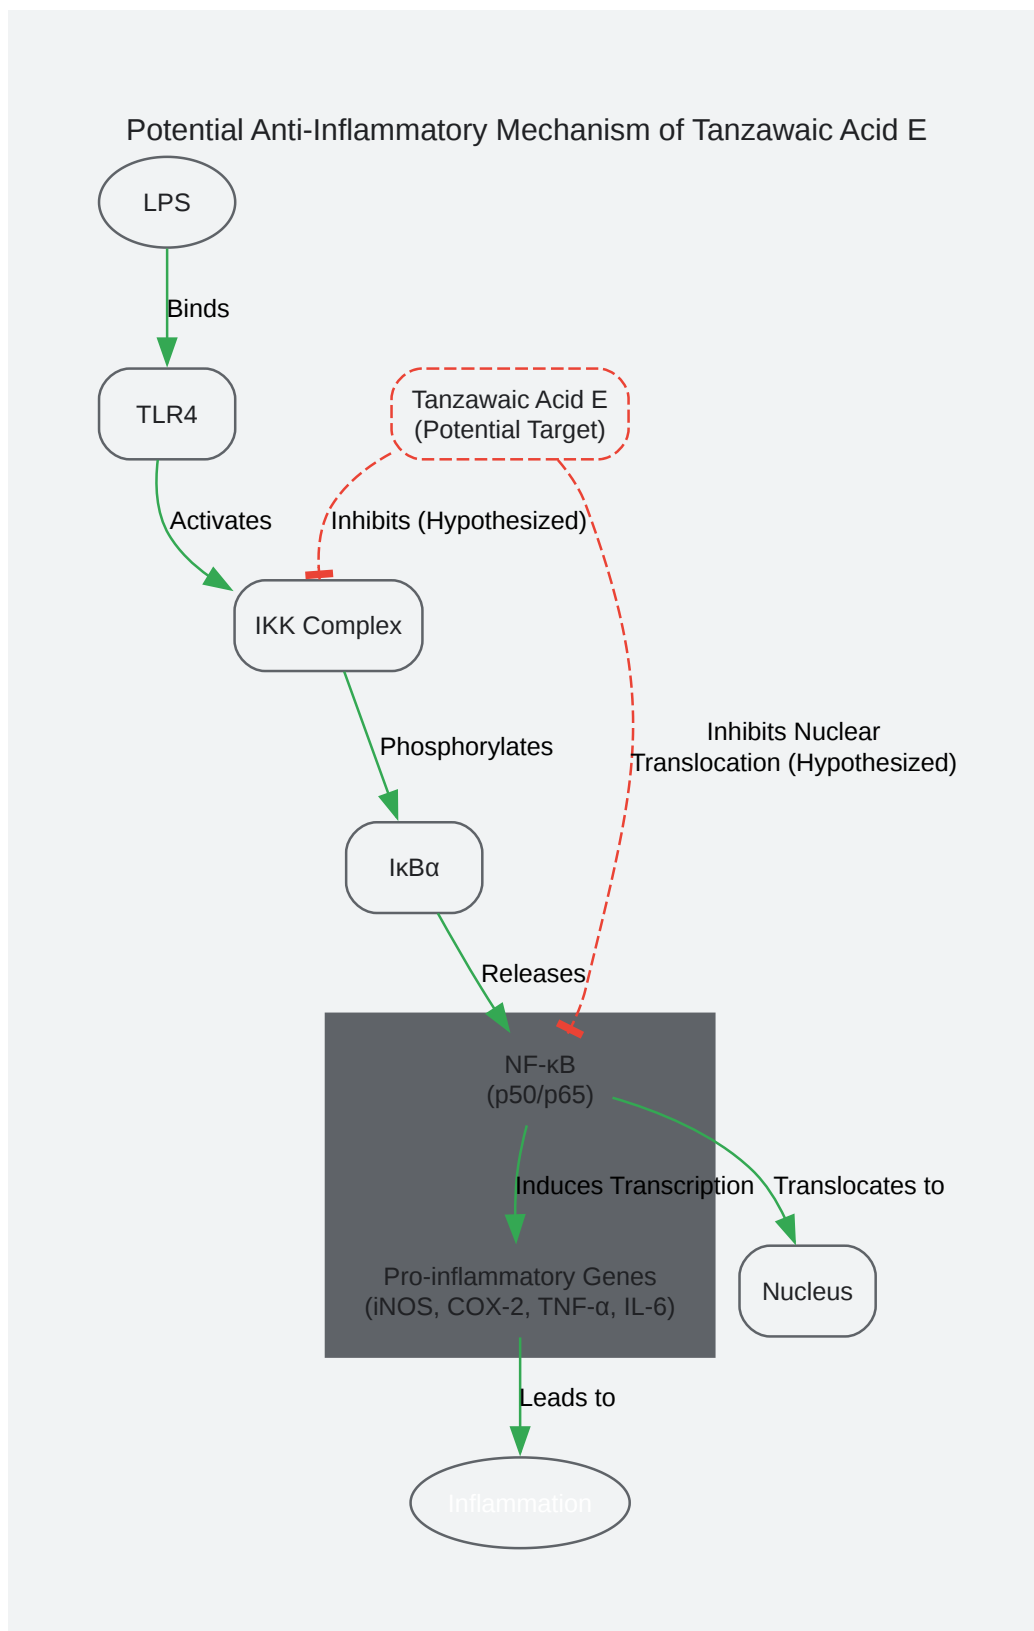 Potential Anti-Inflammatory Mechanism of Tanzawaic Acid E
LPS
Binds
TLR4
Tanzawaic Acid E
(Potential Target)
Activates
Inhibits (Hypothesized)
IKK Complex
Phosphorylates
Inhibits Nuclear
Translocation (Hypothesized)
IκBα
Releases
NF-κB
(p50/p65)
Induces Transcription
Translocates to
Pro-inflammatory Genes
(iNOS, COX-2, TNF-α, IL-6)
Nucleus
Leads to
Inflammation